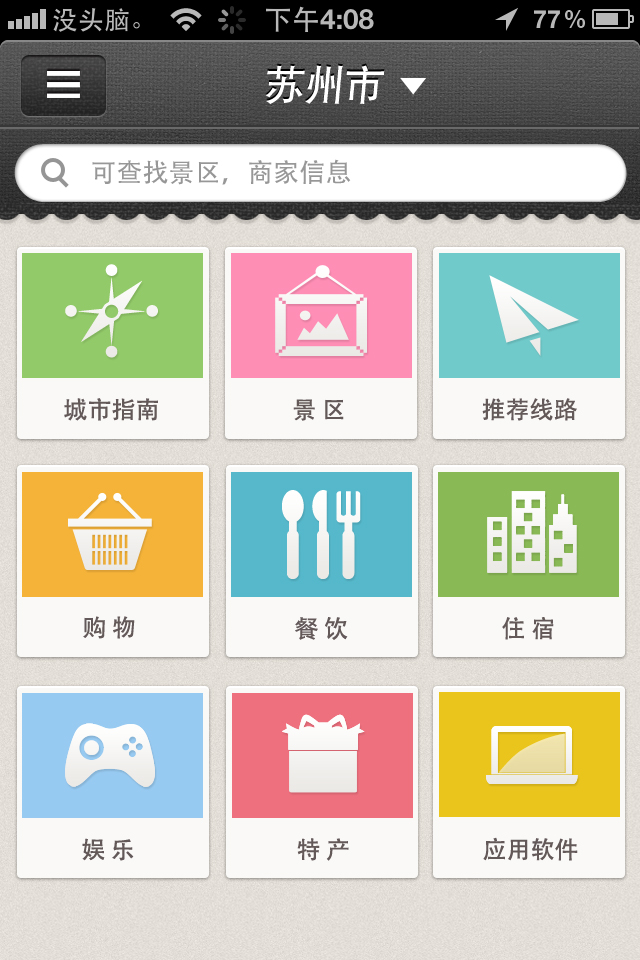 没头脑。 下午4:08 77%
苏州市
可查找景区，商家信息
城市指南 景区 推荐线路
购物 餐饮 住宿
娱乐 特产 应用软件